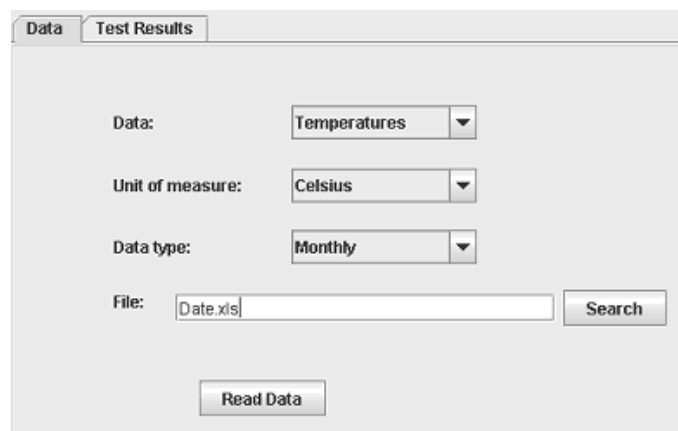 Data Test Results
Data: Temperatures
Unit of measure: Celsius
Data type: Monthly
File: Date.xls Search
Read Data